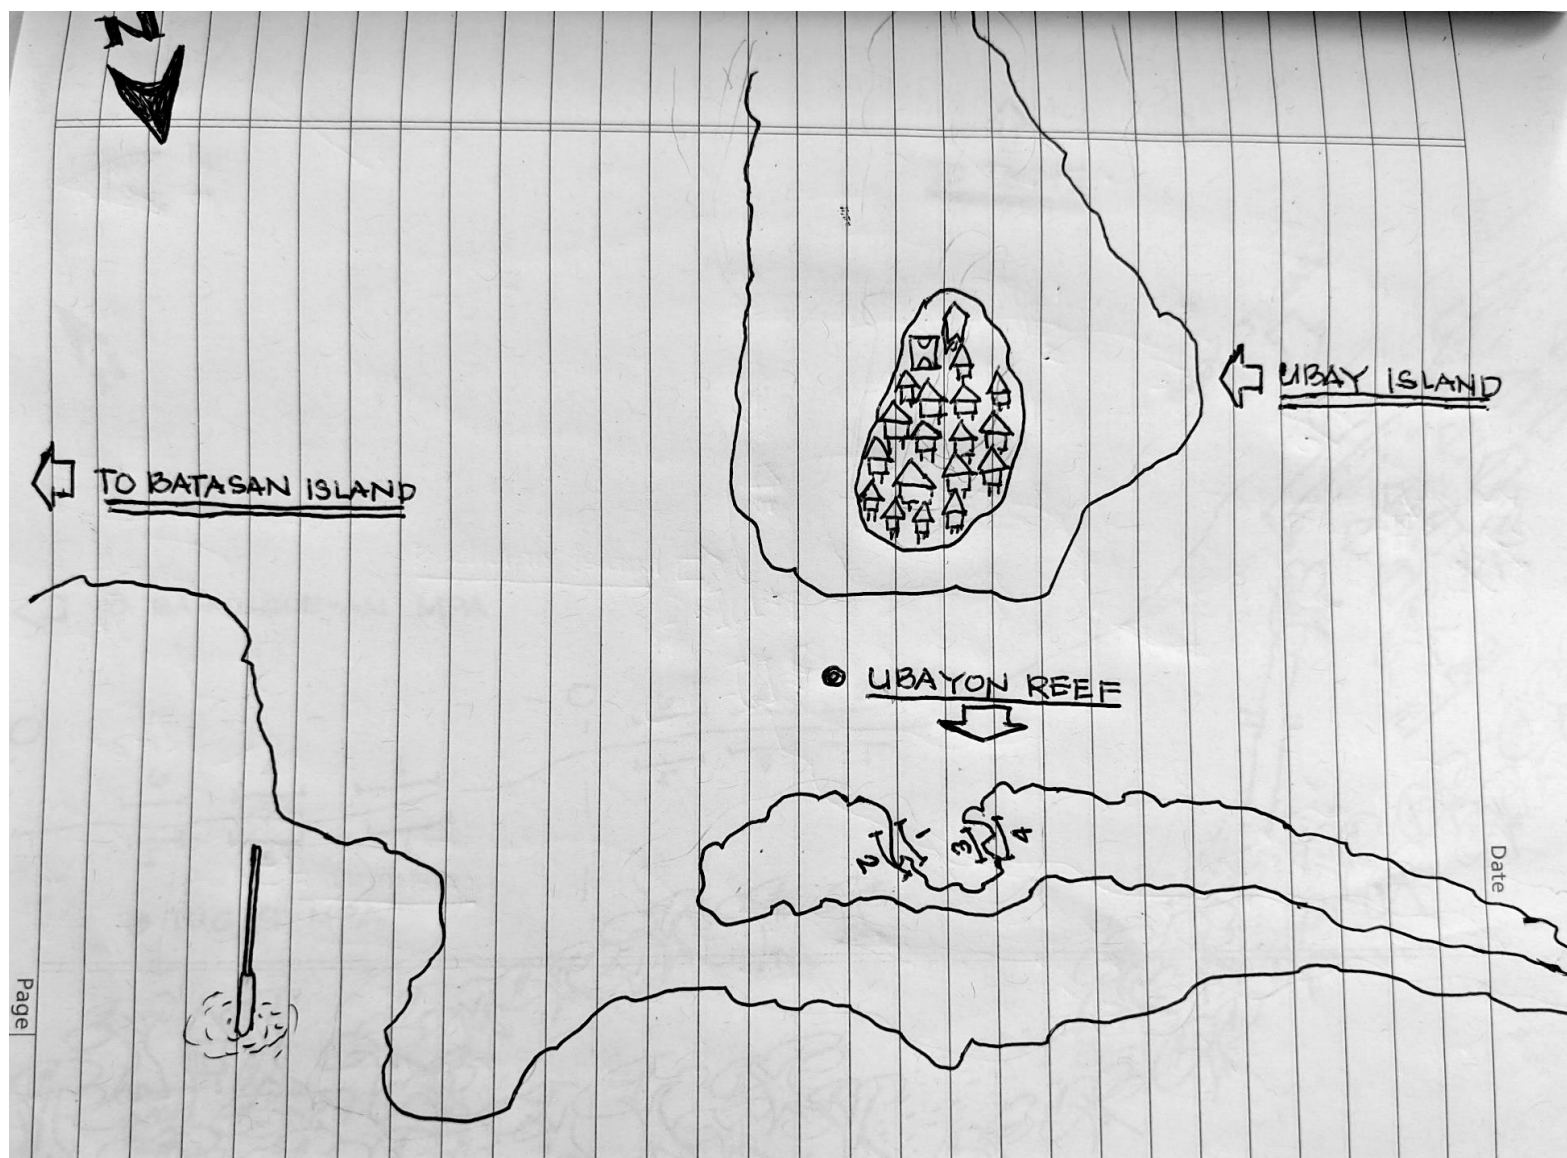 N
UBAY ISLAND
TO BATASAN ISLAND
UBAYON REEF
1
2
3
4
Date
Page